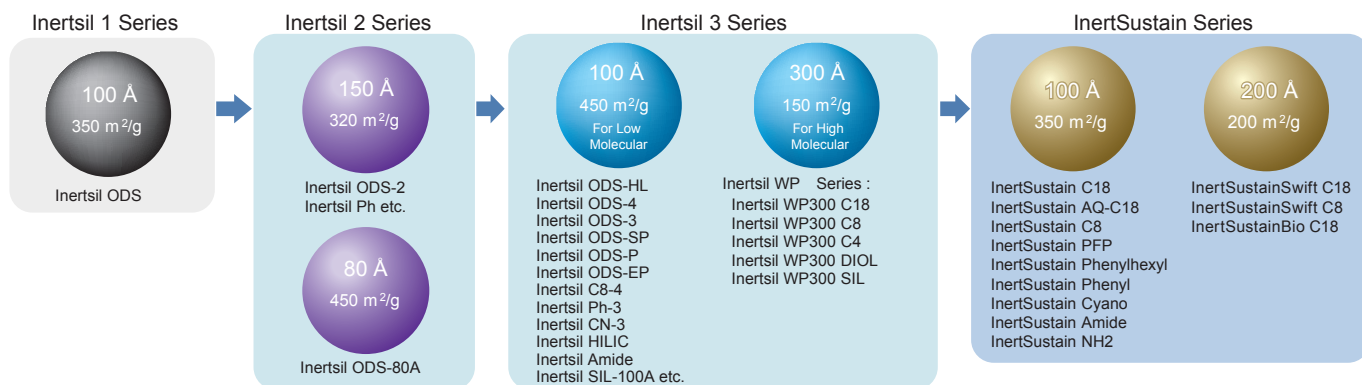 Inertsil 1 Series
100 Å
350 m²/g
Inertsil ODS
Inertsil 2 Series
150 Å
320 m²/g
Inertsil ODS-2
Inertsil Ph etc.
80 Å
450 m²/g
Inertsil ODS-80A
Inertsil 3 Series
100 Å
450 m²/g
For Low
Molecular
Inertsil ODS-HL
Inertsil ODS-4
Inertsil ODS-3
Inertsil ODS-SP
Inertsil ODS-P
Inertsil ODS-EP
Inertsil C8-4
Inertsil Ph-3
Inertsil CN-3
Inertsil HILIC
Inertsil Amide
Inertsil SIL-100A etc.
300 Å
150 m²/g
For High
Molecular
Inertsil WP Series :
Inertsil WP300 C18
Inertsil WP300 C8
Inertsil WP300 C4
Inertsil WP300 DIOL
Inertsil WP300 SIL
InertSustain Series
100 Å
350 m²/g
InertSustain C18
InertSustain AQ-C18
InertSustain C8
InertSustain PFP
InertSustain Phenylhexyl
InertSustain Phenyl
InertSustain Cyano
InertSustain Amide
InertSustain NH2
200 Å
200 m²/g
InertSustainSwift C18
InertSustainSwift C8
InertSustainBio C18